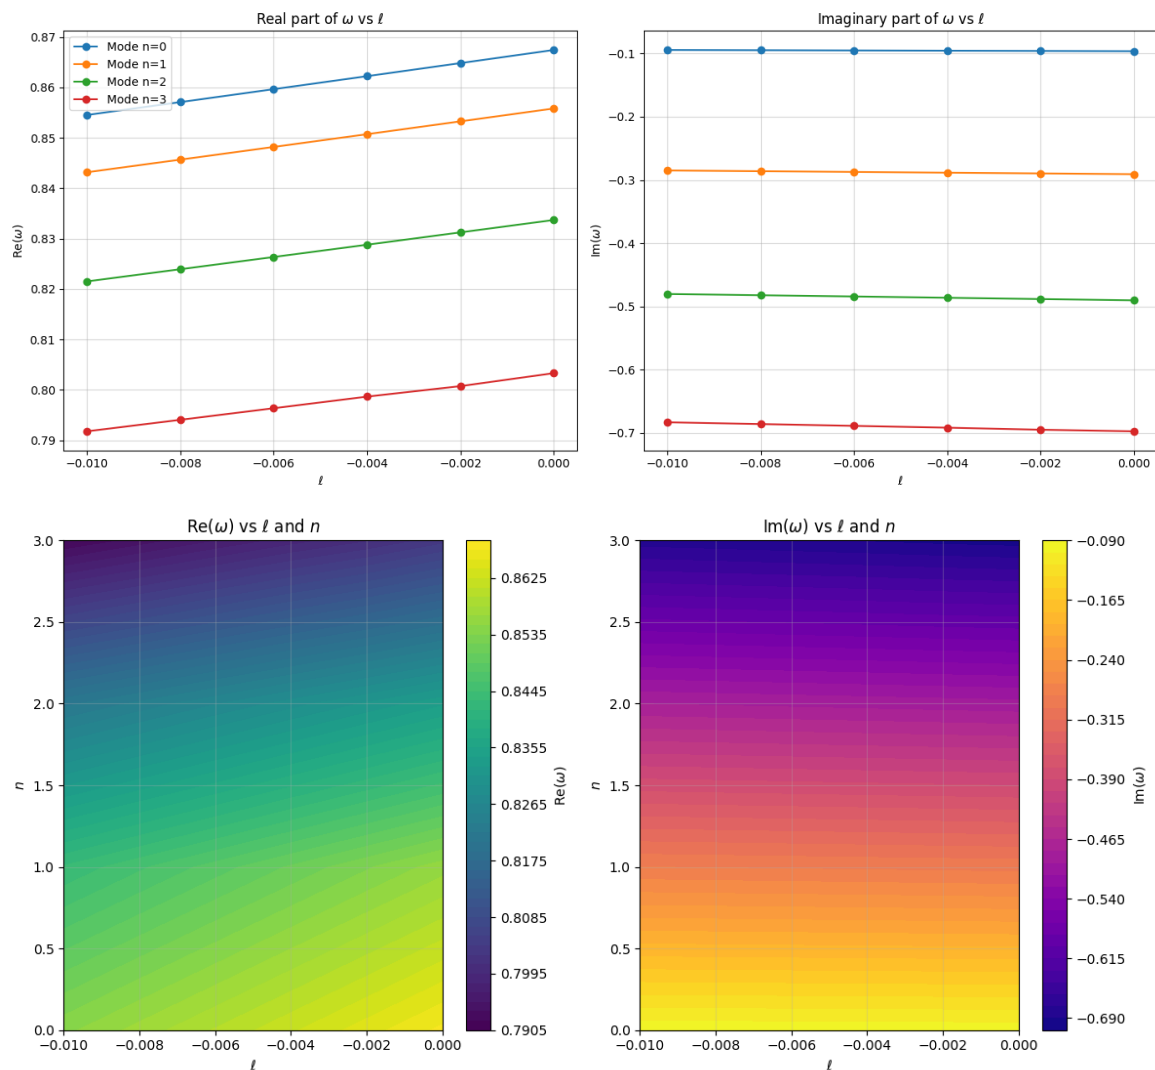 Real part of ω vs ℓ
0.87
0.86
0.85
0.84
0.83
0.82
0.81
0.80
0.79
Re(ω)
Mode n=0
Mode n=1
Mode n=2
Mode n=3
−0.010 −0.008 −0.006 −0.004 −0.002 0.000
ℓ
Imaginary part of ω vs ℓ
−0.1
−0.2
−0.3
−0.4
−0.5
−0.6
−0.7
Im(ω)
−0.010 −0.008 −0.006 −0.004 −0.002 0.000
ℓ
Re(ω) vs ℓ and n
3.0
2.5
2.0
1.5
1.0
0.5
0.0
n
−0.010 −0.008 −0.006 −0.004 −0.002 0.000
ℓ
0.8625
0.8535
0.8445
0.8355
0.8265
0.8175
0.8085
0.7995
0.7905
Re(ω)
Im(ω) vs ℓ and n
3.0
2.5
2.0
1.5
1.0
0.5
0.0
n
−0.010 −0.008 −0.006 −0.004 −0.002 0.000
ℓ
−0.090
−0.165
−0.240
−0.315
−0.390
−0.465
−0.540
−0.615
−0.690
Im(ω)